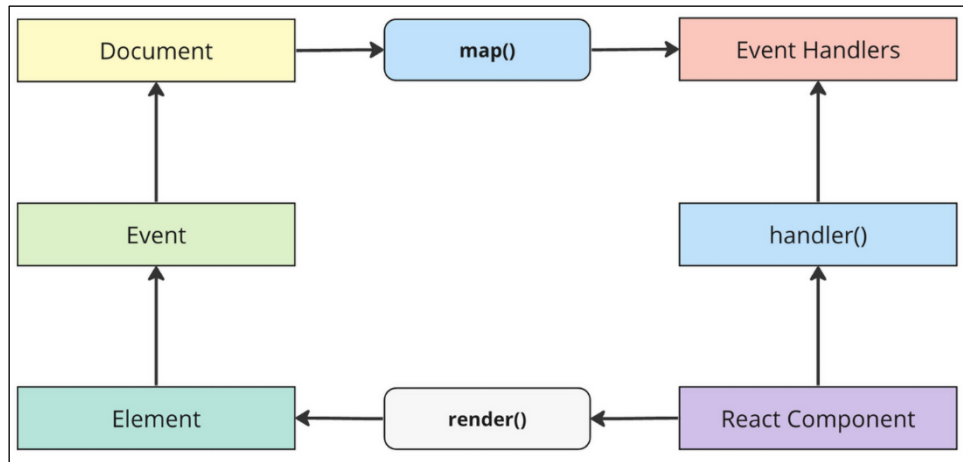 Document
map()
Event Handlers
Event
handler()
Element
render()
React Component